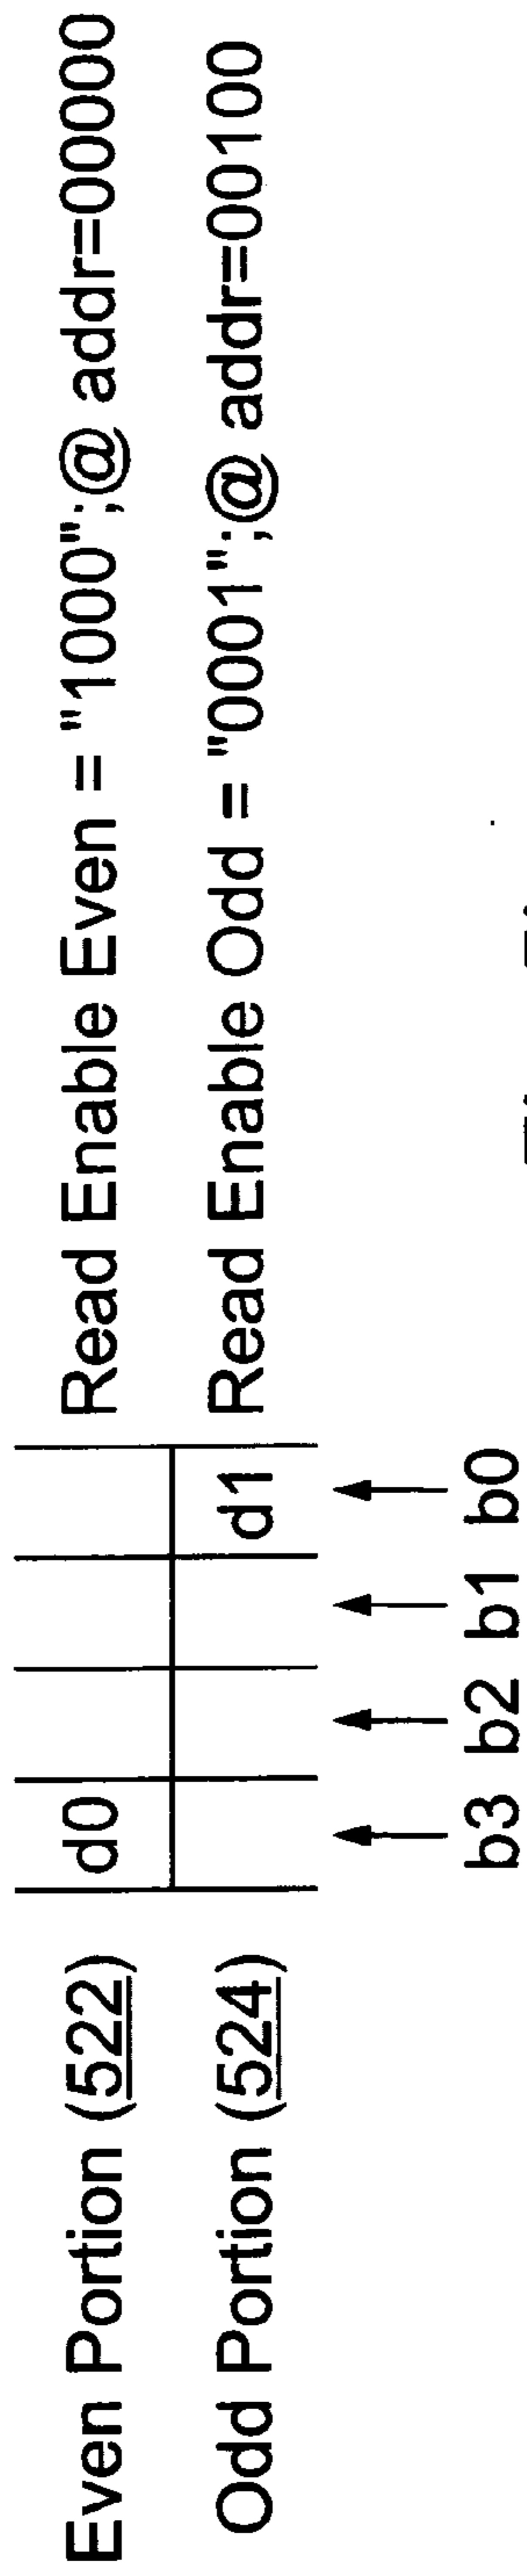 Even Portion (522) d0 Read Enable Even = "1000";@ addr=00000
Odd Portion (524) d1 Read Enable Odd = "0001";@ addr=00100
b3 b2 b1 b0